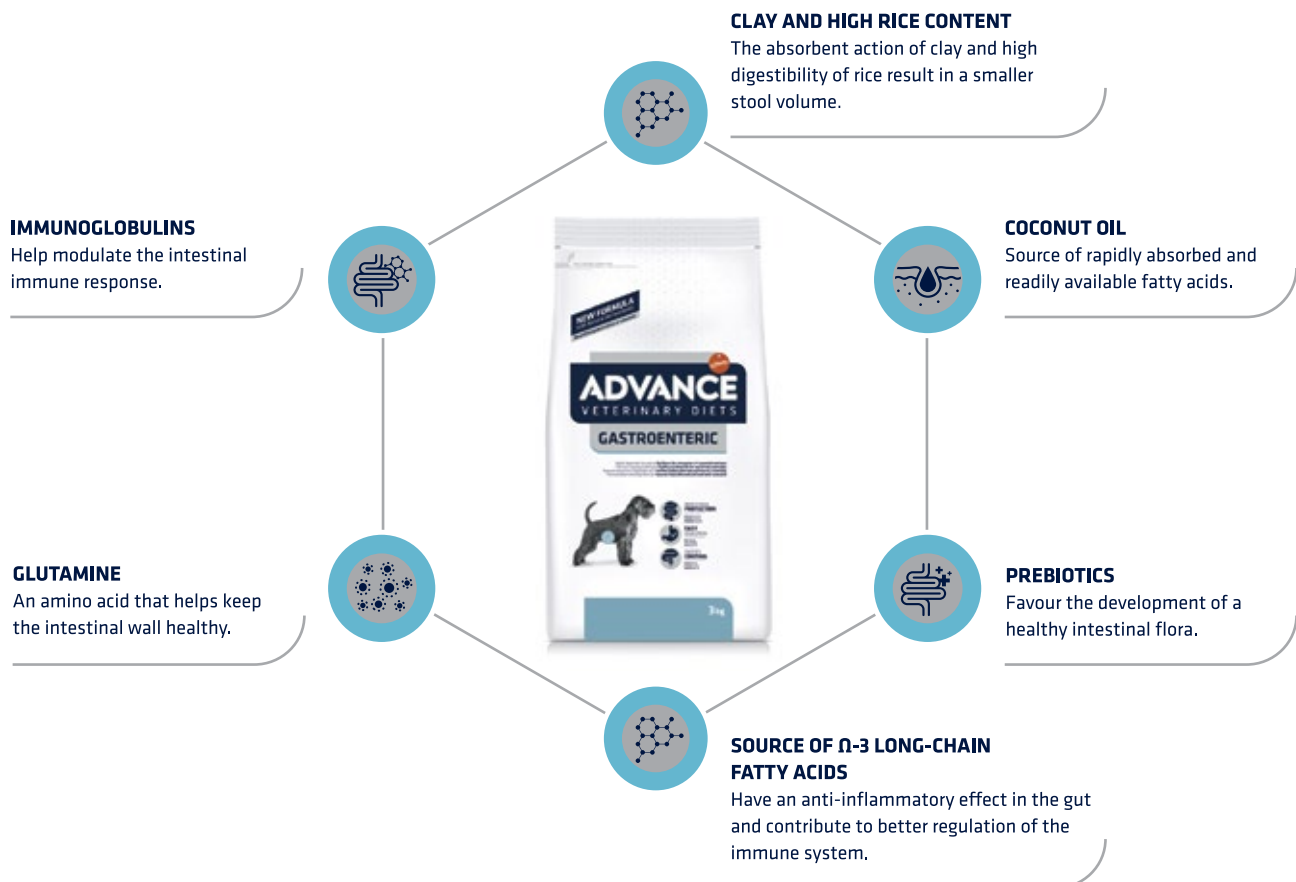 CLAY AND HIGH RICE CONTENT
The absorbent action of clay and high
digestibility of rice result in a smaller
stool volume.
IMMUNOGLOBULINS
Help modulate the intestinal
immune response.
COCONUT OIL
Source of rapidly absorbed and
readily available fatty acids.
NEW FORMULA
ADVANCE
VETERINARY DIETS
GASTROENTERIC
3 kg
GLUTAMINE
An amino acid that helps keep
the intestinal wall healthy.
PREBIOTICS
Favour the development of a
healthy intestinal flora.
SOURCE OF Ω-3 LONG-CHAIN
FATTY ACIDS
Have an anti-inflammatory effect in the gut
and contribute to better regulation of the
immune system.